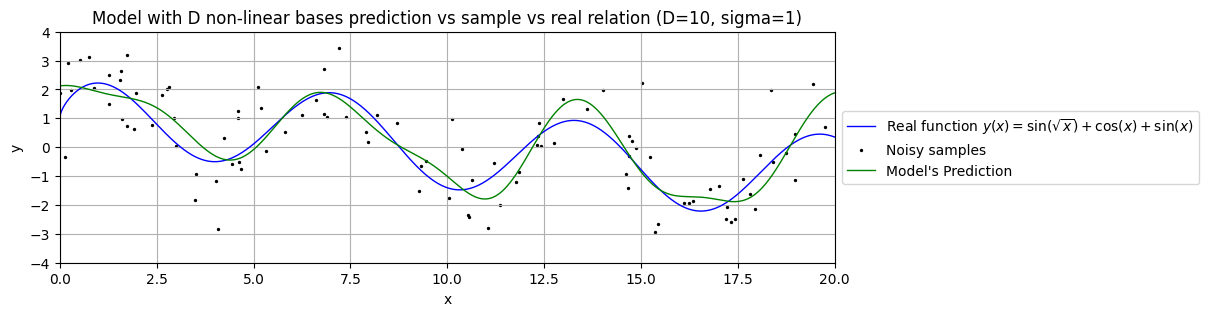 Model with D non-linear bases prediction vs sample vs real relation (D=10, sigma=1)
y
4
3
2
1
0
−1
−2
−3
−4
0.0 2.5 5.0 7.5 10.0 12.5 15.0 17.5 20.0
x
Real function y(x) = sin(√x) + cos(x) + sin(x)
Noisy samples
Model's Prediction